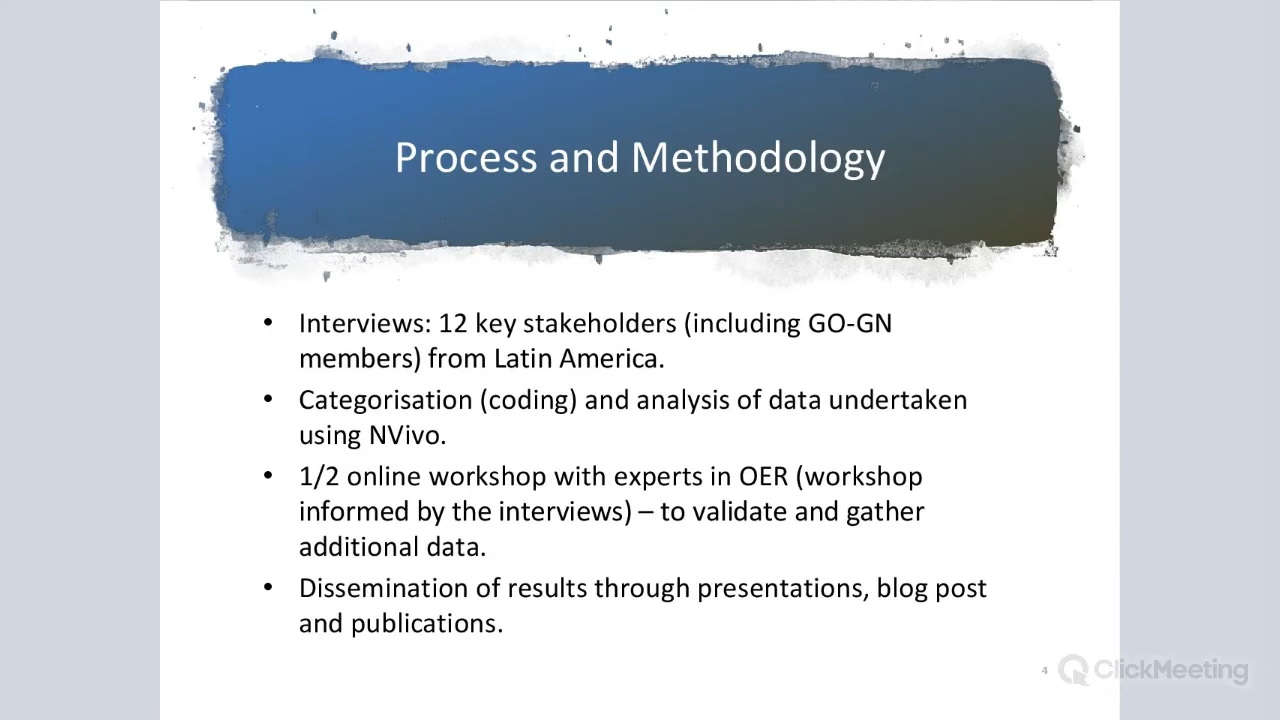 Process and Methodology
• Interviews: 12 key stakeholders (including GO-GN
members) from Latin America.
• Categorisation (coding) and analysis of data undertaken
using NVivo.
• 1/2 online workshop with experts in OER (workshop
informed by the interviews) – to validate and gather
additional data.
• Dissemination of results through presentations, blog post
and publications.
4
ClickMeeting